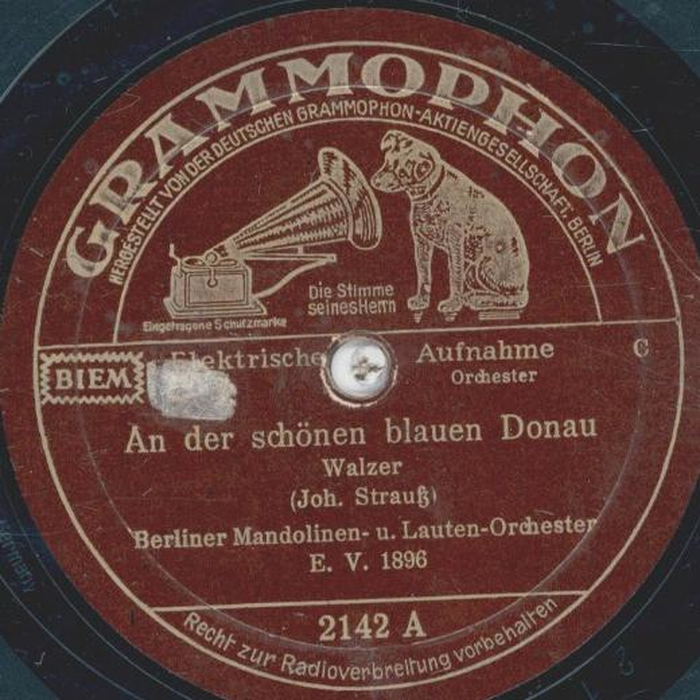 GRAMMOPHON
HERGESTELLT VON DER DEUTSCHEN GRAMMOPHON-AKTIENGESELLSCHAFT, BERLIN
Die Stimme
seines Herrn
Eingetragene Schutzmarke
Elektrische Aufnahme C
BIEM Orchester
An der schönen blauen Donau
Walzer
(Joh. Strauß)
Berliner Mandolinen- u. Lauten-Orchester
E. V. 1896
2142 A
Recht zur Radioverbreitung vorbehalten
Germany